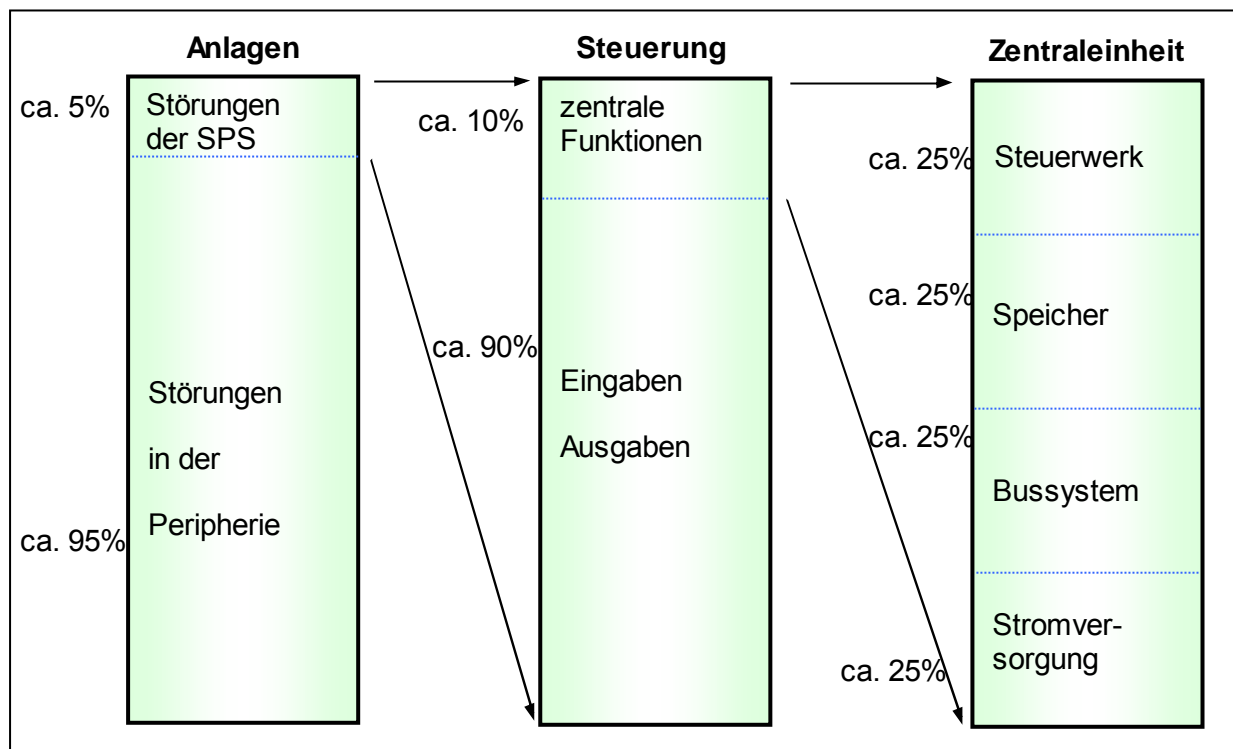 Anlagen
ca. 5%
Störungen
der SPS
Störungen
in der
Peripherie
ca. 95%
Steuerung
ca. 10%
zentrale
Funktionen
ca. 90%
Eingaben
Ausgaben
Zentraleinheit
ca. 25%
Steuerwerk
ca. 25%
Speicher
ca. 25%
Bussystem
ca. 25%
Stromver-
sorgung